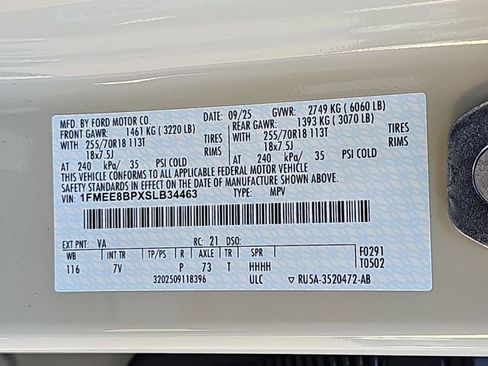 MFD. BY FORD MOTOR CO. DATE: 09/25 GVWR: 2749 KG ( 6060 LB)
FRONT GAWR: 1461 KG ( 3220 LB) REAR GAWR: 1393 KG ( 3070 LB)
WITH WITH
255/70R18 113T TIRES 255/70R18 113T TIRES
18x7.5J RIMS 18x7.5J RIMS
AT 240 kPa/ 35 PSI COLD AT 240 kPa/ 35 PSI COLD
THIS VEHICLE CONFORMS TO ALL APPLICABLE FEDERAL MOTOR VEHICLE
SAFETY STANDARDS IN EFFECT ON THE DATE OF MANUFACTURE SHOWN ABOVE.
VIN: 1FMEE8BPXSLB34463 TYPE: MPV
EXT PNT: VA RC: 21 DSO: F0291
WB INT TR TP/PS R AXLE TR SPR T0502
116 7V P 73 T HHHH
3202509118396 ULC RU5A-3520472-AB